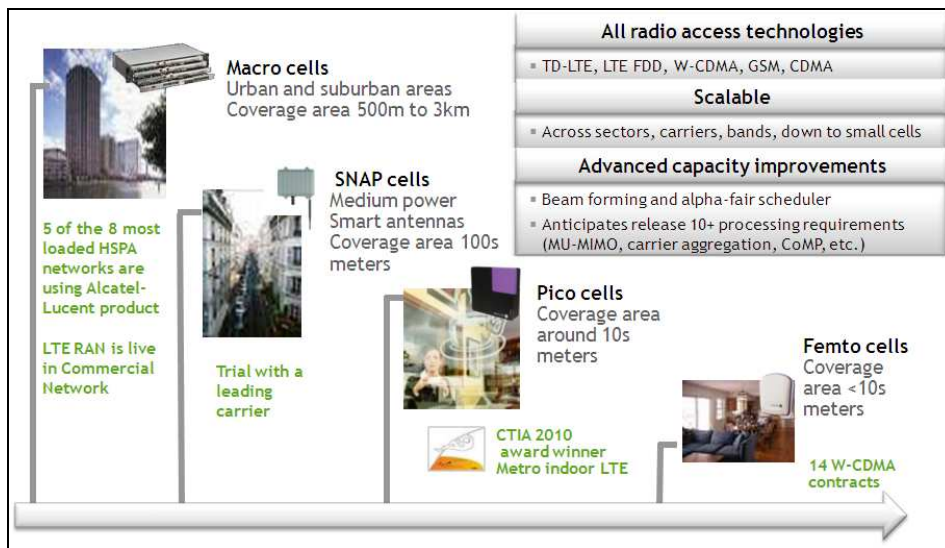 Macro cells
Urban and suburban areas
Coverage area 500m to 3km
5 of the 8 most
loaded HSPA
networks are
using Alcatel-
Lucent product
LTE RAN is live
in Commercial
Network
SNAP cells
Medium power
Smart antennas
Coverage area 100s
meters
Trial with a
leading
carrier
Pico cells
Coverage area
around 10s
meters
CTIA 2010
award winner
Metro indoor LTE
Femto cells
Coverage
area <10s
meters
14 W-CDMA
contracts
All radio access technologies
▪ TD-LTE, LTE FDD, W-CDMA, GSM, CDMA
Scalable
▪ Across sectors, carriers, bands, down to small cells
Advanced capacity improvements
▪ Beam forming and alpha-fair scheduler
▪ Anticipates release 10+ processing requirements
(MU-MIMO, carrier aggregation, CoMP, etc.)